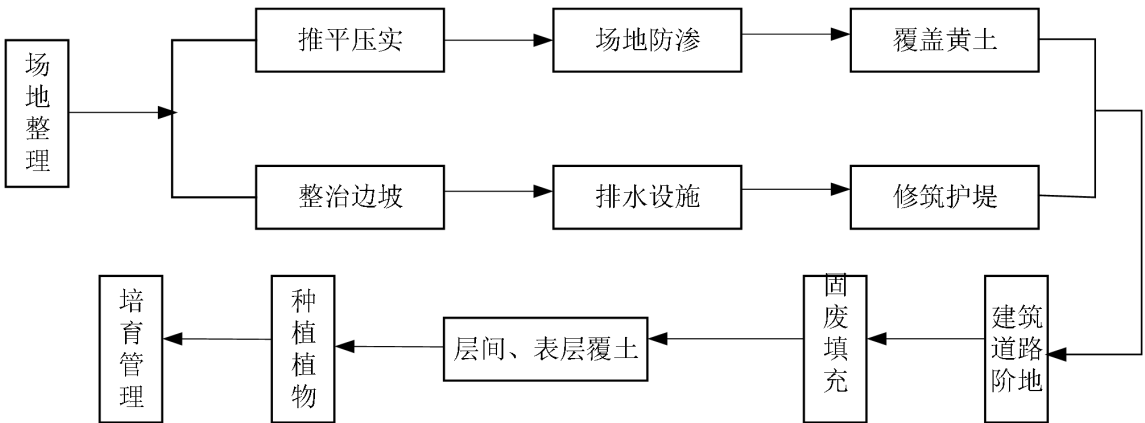 场地整理
推平压实
场地防渗
覆盖黄土
整治边坡
排水设施
修筑护堤
建筑
道路
阶地
固废填充
层间、表层覆土
种植植物
培育管理